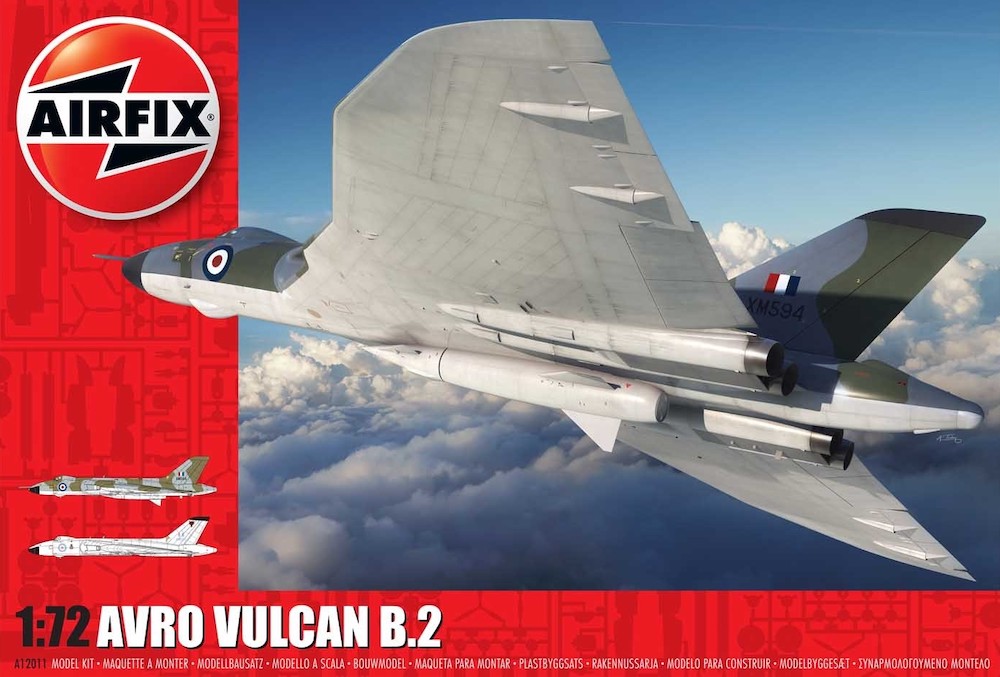 AIRFIX®
XM594
1:72 AVRO VULCAN B.2
A12011 MODEL KIT • MAQUETTE A MONTER • MODELLBAUSATZ • MODELLO A SCALA • BOUWMODEL • MAQUETA PARA MONTAR • PLASTBYGGSATS • RAKENNUSSARJA • MODELO PARA CONSTRUIR • MODELBYGGESÆT • ΣΥΝΑΡΜΟΛΟΓΟΥΜΕΝΟ ΜΟΝΤΕΛΟ